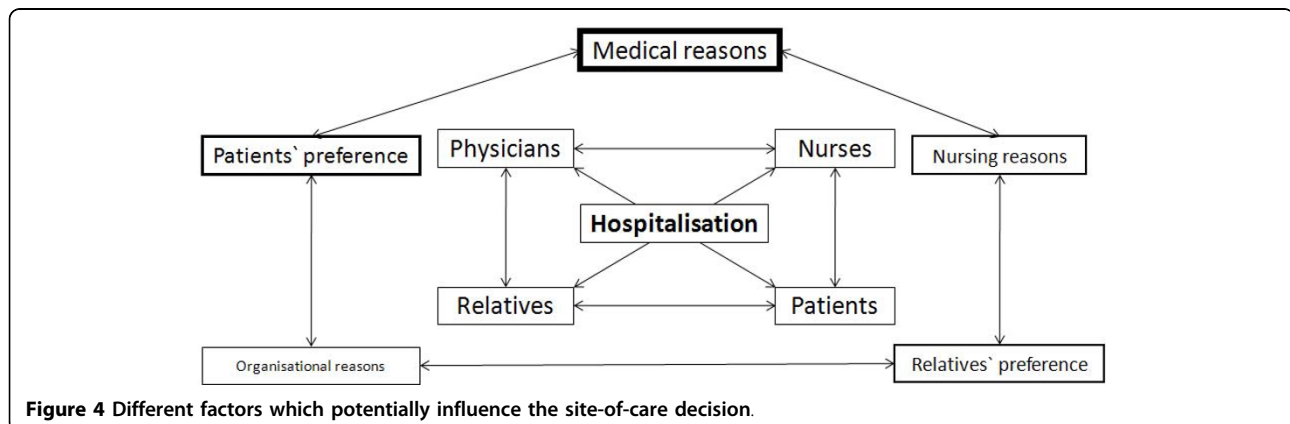 Medical reasons
Patients` preference
Physicians
Nurses
Nursing reasons
Hospitalisation
Relatives
Patients
Organisational reasons
Relatives` preference
Figure 4 Different factors which potentially influence the site-of-care decision.